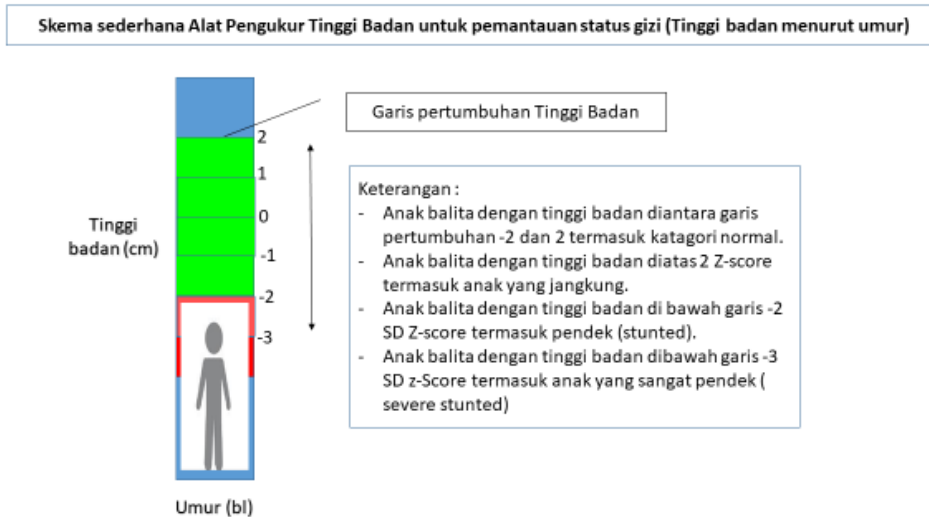 Skema sederhana Alat Pengukur Tinggi Badan untuk pemantauan status gizi (Tinggi badan menurut umur)
Garis pertumbuhan Tinggi Badan
2
1
0
-1
-2
-3
Tinggi
badan (cm)
Umur (bl)
Keterangan :
- Anak balita dengan tinggi badan diantara garis
pertumbuhan -2 dan 2 termasuk katagori normal.
- Anak balita dengan tinggi badan diatas 2 Z-score
termasuk anak yang jangkung.
- Anak balita dengan tinggi badan di bawah garis -2
SD Z-score termasuk pendek (stunted).
- Anak balita dengan tinggi badan dibawah garis -3
SD z-Score termasuk anak yang sangat pendek (
severe stunted)